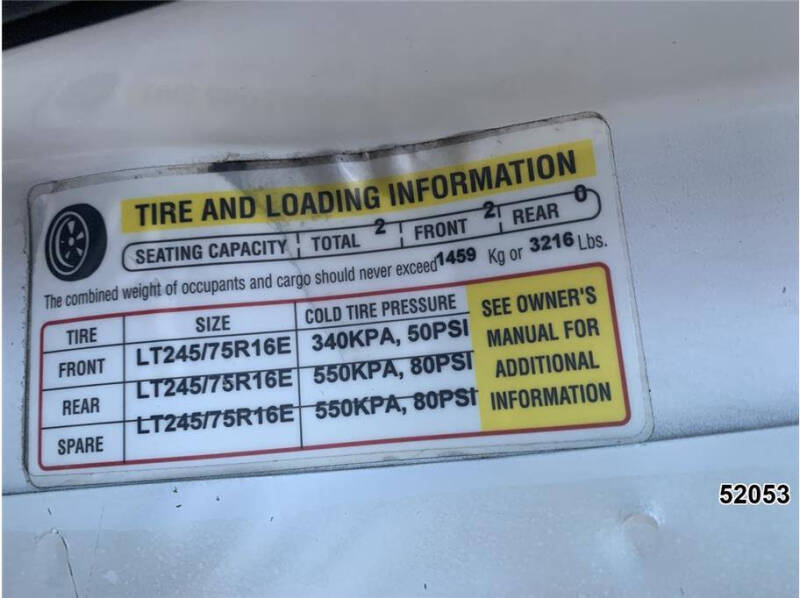 TIRE AND LOADING INFORMATION
SEATING CAPACITY TOTAL 2 FRONT 2 REAR 0
The combined weight of occupants and cargo should never exceed 1459 Kg or 3216 Lbs.
TIRE SIZE COLD TIRE PRESSURE
FRONT LT245/75R16E 340KPA, 50PSI
REAR LT245/75R16E 550KPA, 80PSI
SPARE LT245/75R16E 550KPA, 80PSI
SEE OWNER'S
MANUAL FOR
ADDITIONAL
INFORMATION
52053